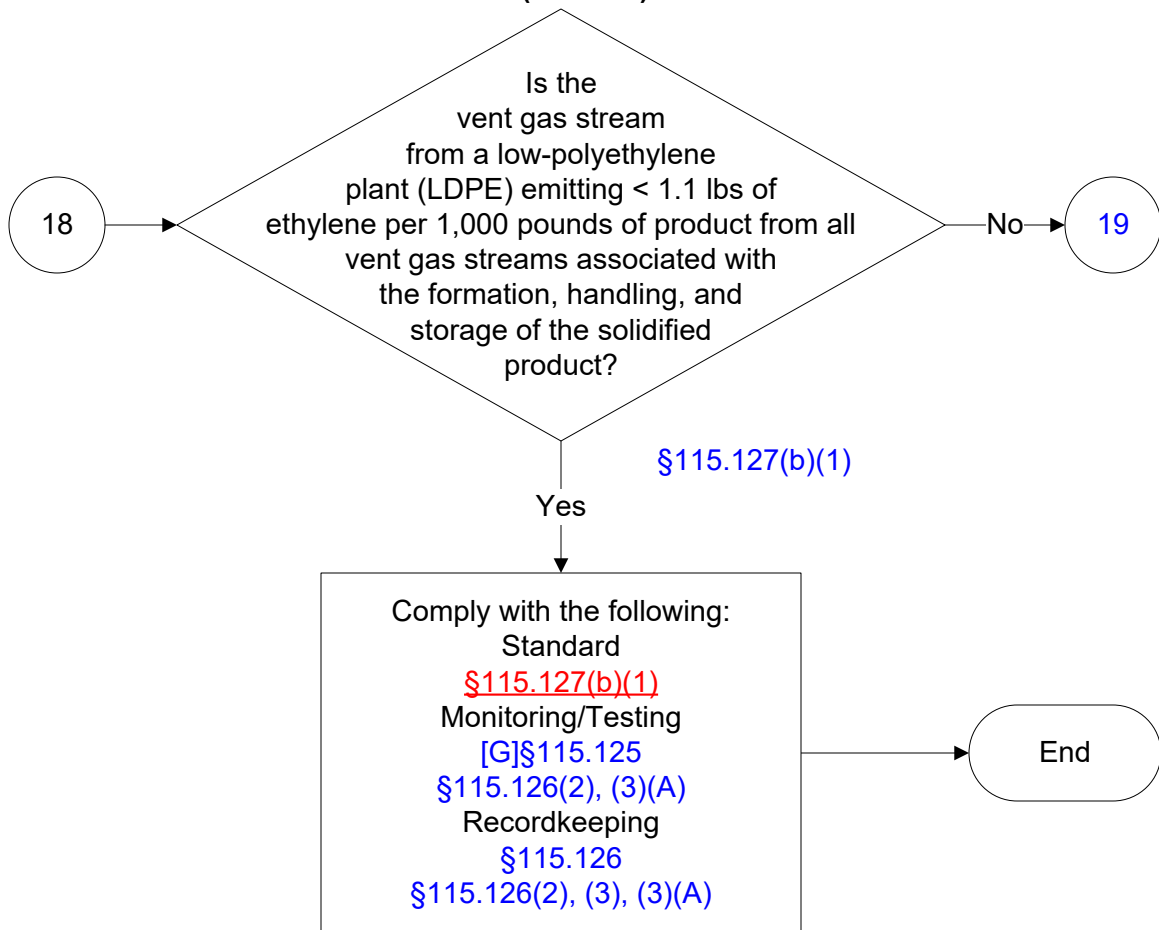 Is the
vent gas stream
from a low-polyethylene
plant (LDPE) emitting < 1.1 lbs of
ethylene per 1,000 pounds of product from all
vent gas streams associated with
the formation, handling, and
storage of the solidified
product?
18
No
19
§115.127(b)(1)
Yes
Comply with the following:
Standard
§115.127(b)(1)
Monitoring/Testing
[G]§115.125
§115.126(2), (3)(A)
Recordkeeping
§115.126
§115.126(2), (3), (3)(A)
End